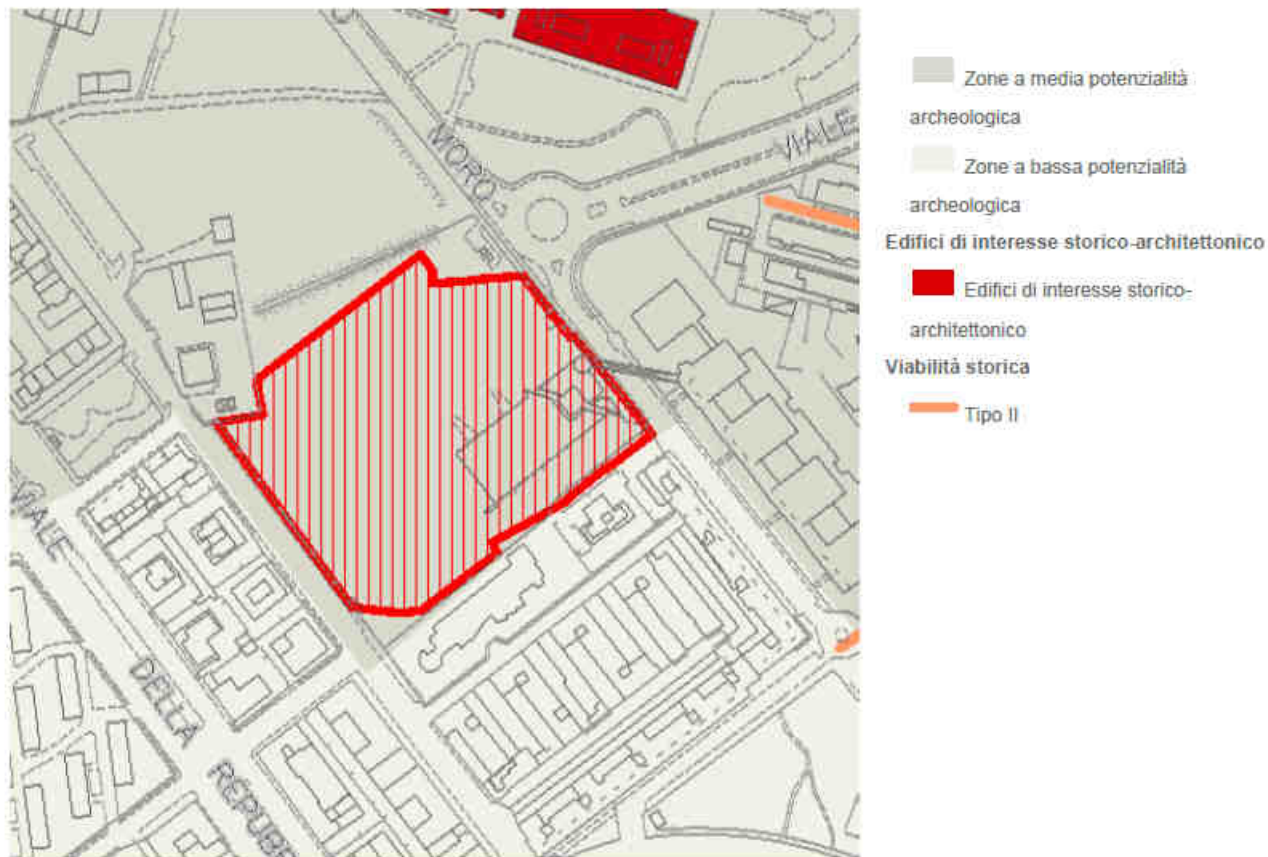 MORO
VIALE
VIALE
DELLA
REPUBB
Zone a media potenzialità
archeologica
Zone a bassa potenzialità
archeologica
Edifici di interesse storico-architettonico
Edifici di interesse storico-
architettonico
Viabilità storica
Tipo II